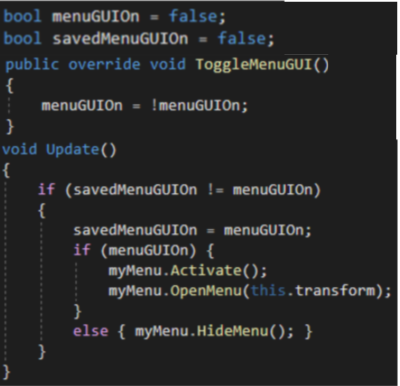 bool menuGUIOn = false;
bool savedMenuGUIOn = false;
public override void ToggleMenuGUI()
{
menuGUIOn = !menuGUIOn;
}
void Update()
{
if (savedMenuGUIOn != menuGUIOn)
{
savedMenuGUIOn = menuGUIOn;
if (menuGUIOn) {
myMenu.Activate();
myMenu.OpenMenu(this.transform);
}
else { myMenu.HideMenu(); }
}
}